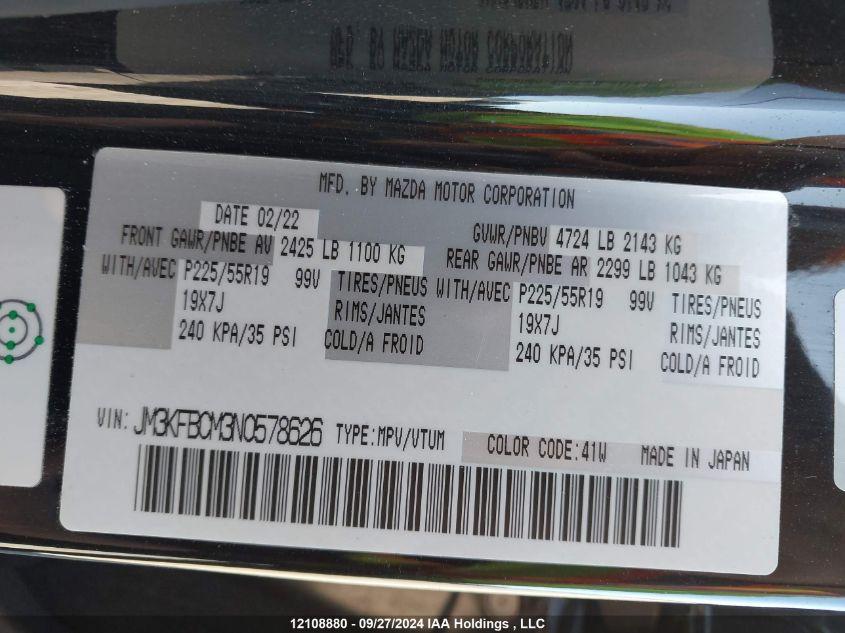 MFD. BY MAZDA MOTOR CORPORATION
DATE 02/22
GVWR/PNBV 4724 LB 2143 KG
FRONT GAWR/PNBE AV 2425 LB 1100 KG
REAR GAWR/PNBE AR 2299 LB 1043 KG
WITH/AVEC P225/55R19 99V TIRES/PNEUS
19X7J RIMS/JANTES
240 KPA/35 PSI COLD/A FROID
WITH/AVEC P225/55R19 99V TIRES/PNEUS
19X7J RIMS/JANTES
240 KPA/35 PSI COLD/A FROID
VIN: JM3KFBCM3N0578626 TYPE:MPV/VTUM COLOR CODE:41W MADE IN JAPAN
12108880 - 09/27/2024 IAA Holdings , LLC